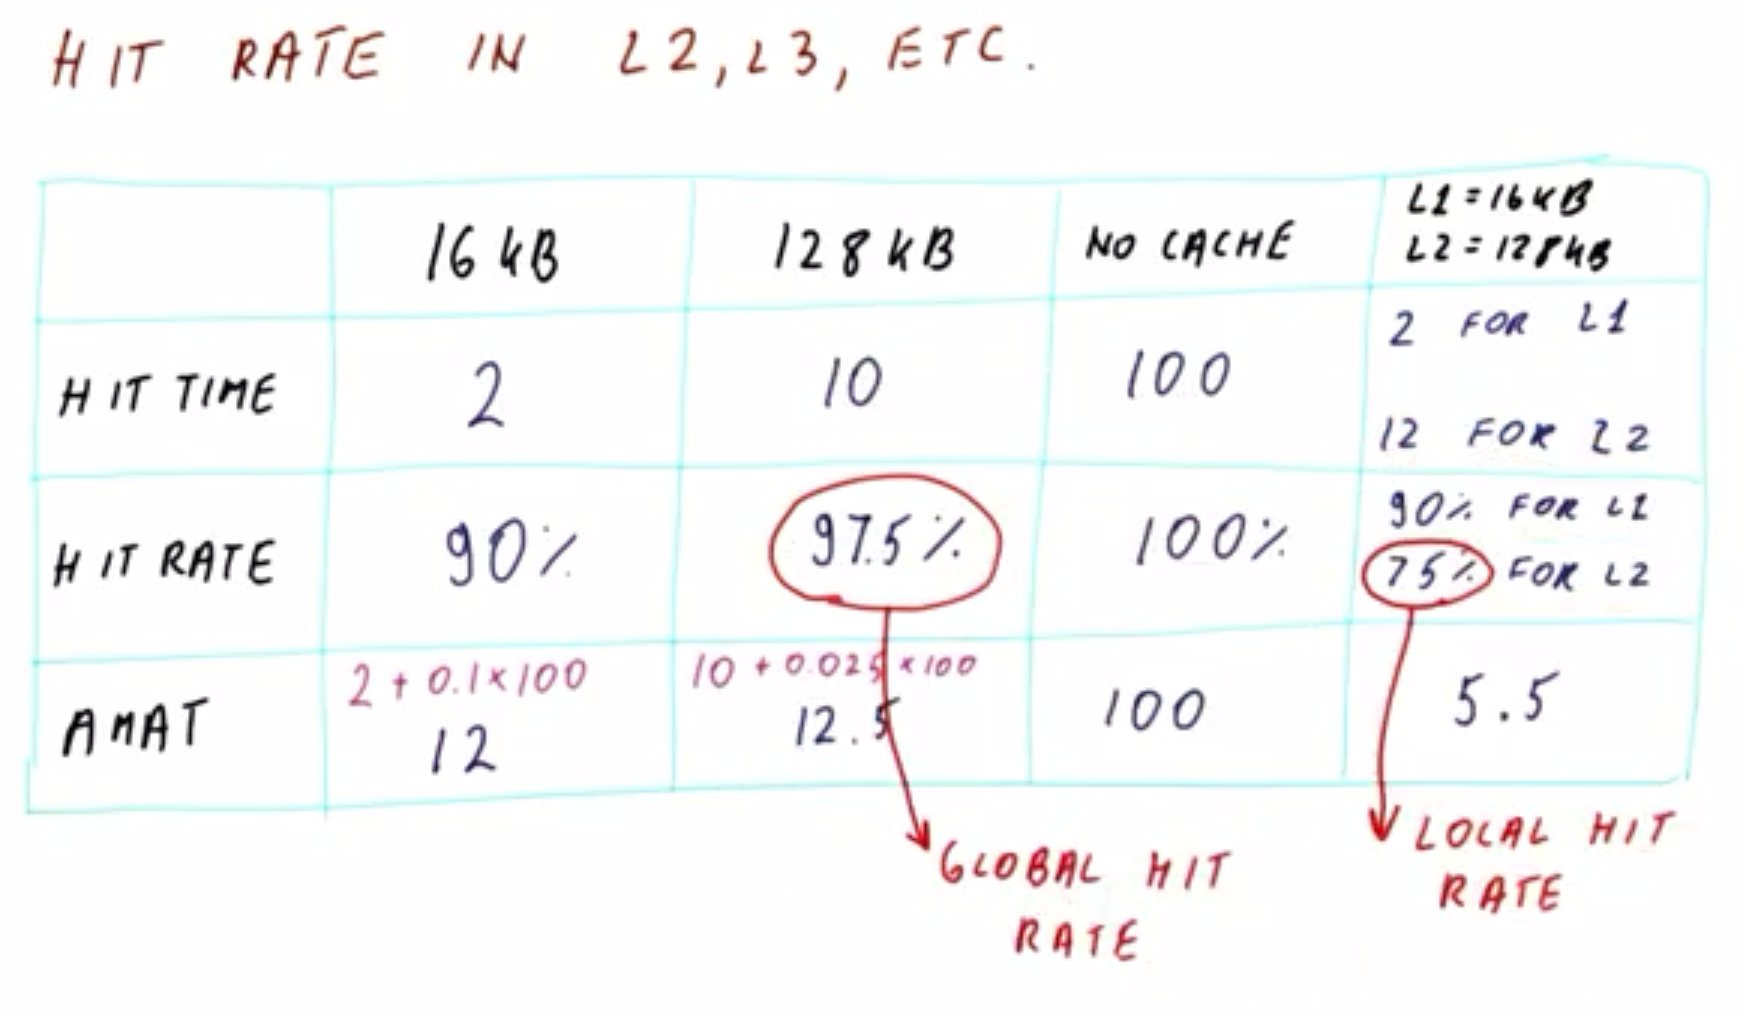 HIT RATE IN L2, L3, ETC.
16 kB 128 kB NO CACHE L1 = 16 kB
L2 = 128 kB
HIT TIME 2 10 100 2 FOR L1
12 FOR L2
HIT RATE 90% 97.5% 100% 90% FOR L1
75% FOR L2
2 + 0.1 × 100 10 + 0.025 × 100
AMAT 12 12.5 100 5.5
GLOBAL HIT
RATE
LOCAL HIT
RATE